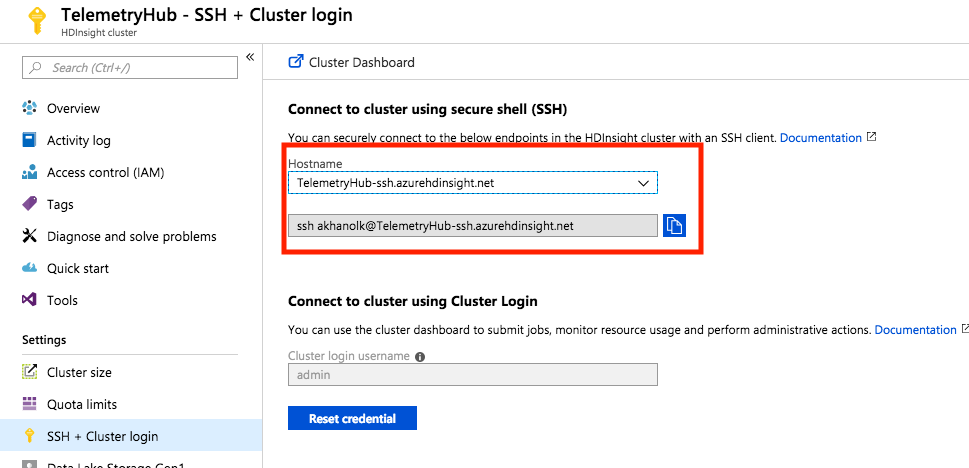 TelemetryHub - SSH + Cluster login
HDInsight cluster
Search (Ctrl+/)
«
Overview
Activity log
Access control (IAM)
Tags
Diagnose and solve problems
Quick start
Tools
Settings
Cluster size
Quota limits
SSH + Cluster login
Data Lake Storage Gen1
Cluster Dashboard
Connect to cluster using secure shell (SSH)
You can securely connect to the below endpoints in the HDInsight cluster with an SSH client. Documentation
Hostname
TelemetryHub-ssh.azurehdinsight.net
ssh akhanolk@TelemetryHub-ssh.azurehdinsight.net
Connect to cluster using Cluster Login
You can use the cluster dashboard to submit jobs, monitor resource usage and perform administrative actions. Documentation
Cluster login username
admin
Reset credential